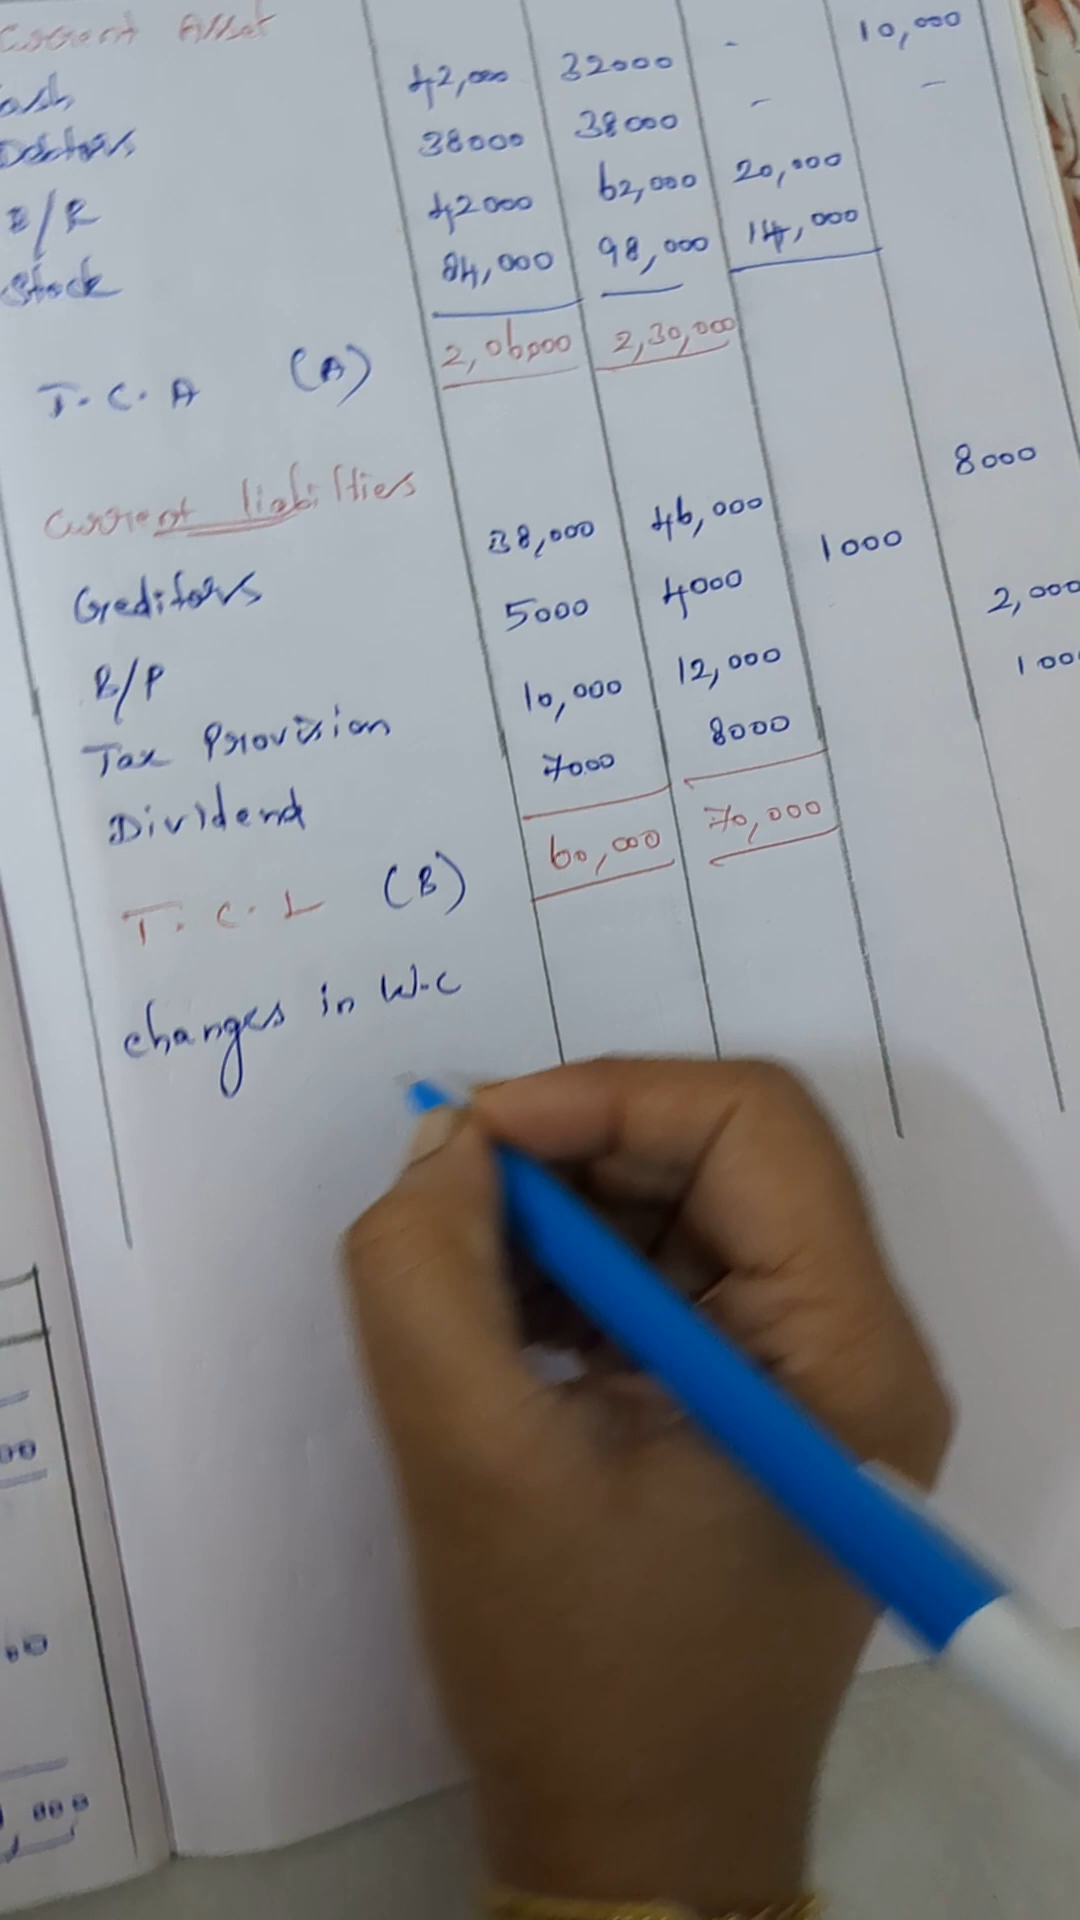 Current Asset
Cash 42,000 32000 - 10,000
Debtors 38000 38000 - -
B/R 42000 62,000 20,000
Stock 84,000 98,000 14,000
T.C.A (A) 2,06,000 2,30,000
Current liabilties
Creditors 38,000 46,000 8000
B/P 5000 4000 1000
Tax Provision 10,000 12,000 2,000
Dividend 7000 8000 100
T.C.L (B) 60,000 70,000
changes in W.C